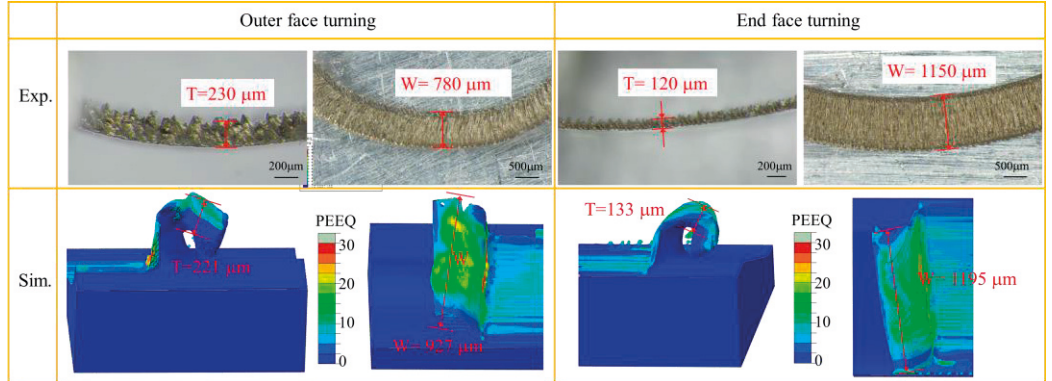 Outer face turning
End face turning
Exp.
T=230 μm
200μm
W= 780 μm
500μm
T=120 μm
200μm
W= 1150 μm
500μm
Sim.
T=221 μm
PEEQ
30
20
10
0
W= 927 μm
T=133 μm
PEEQ
30
20
10
0
W= 1195 μm